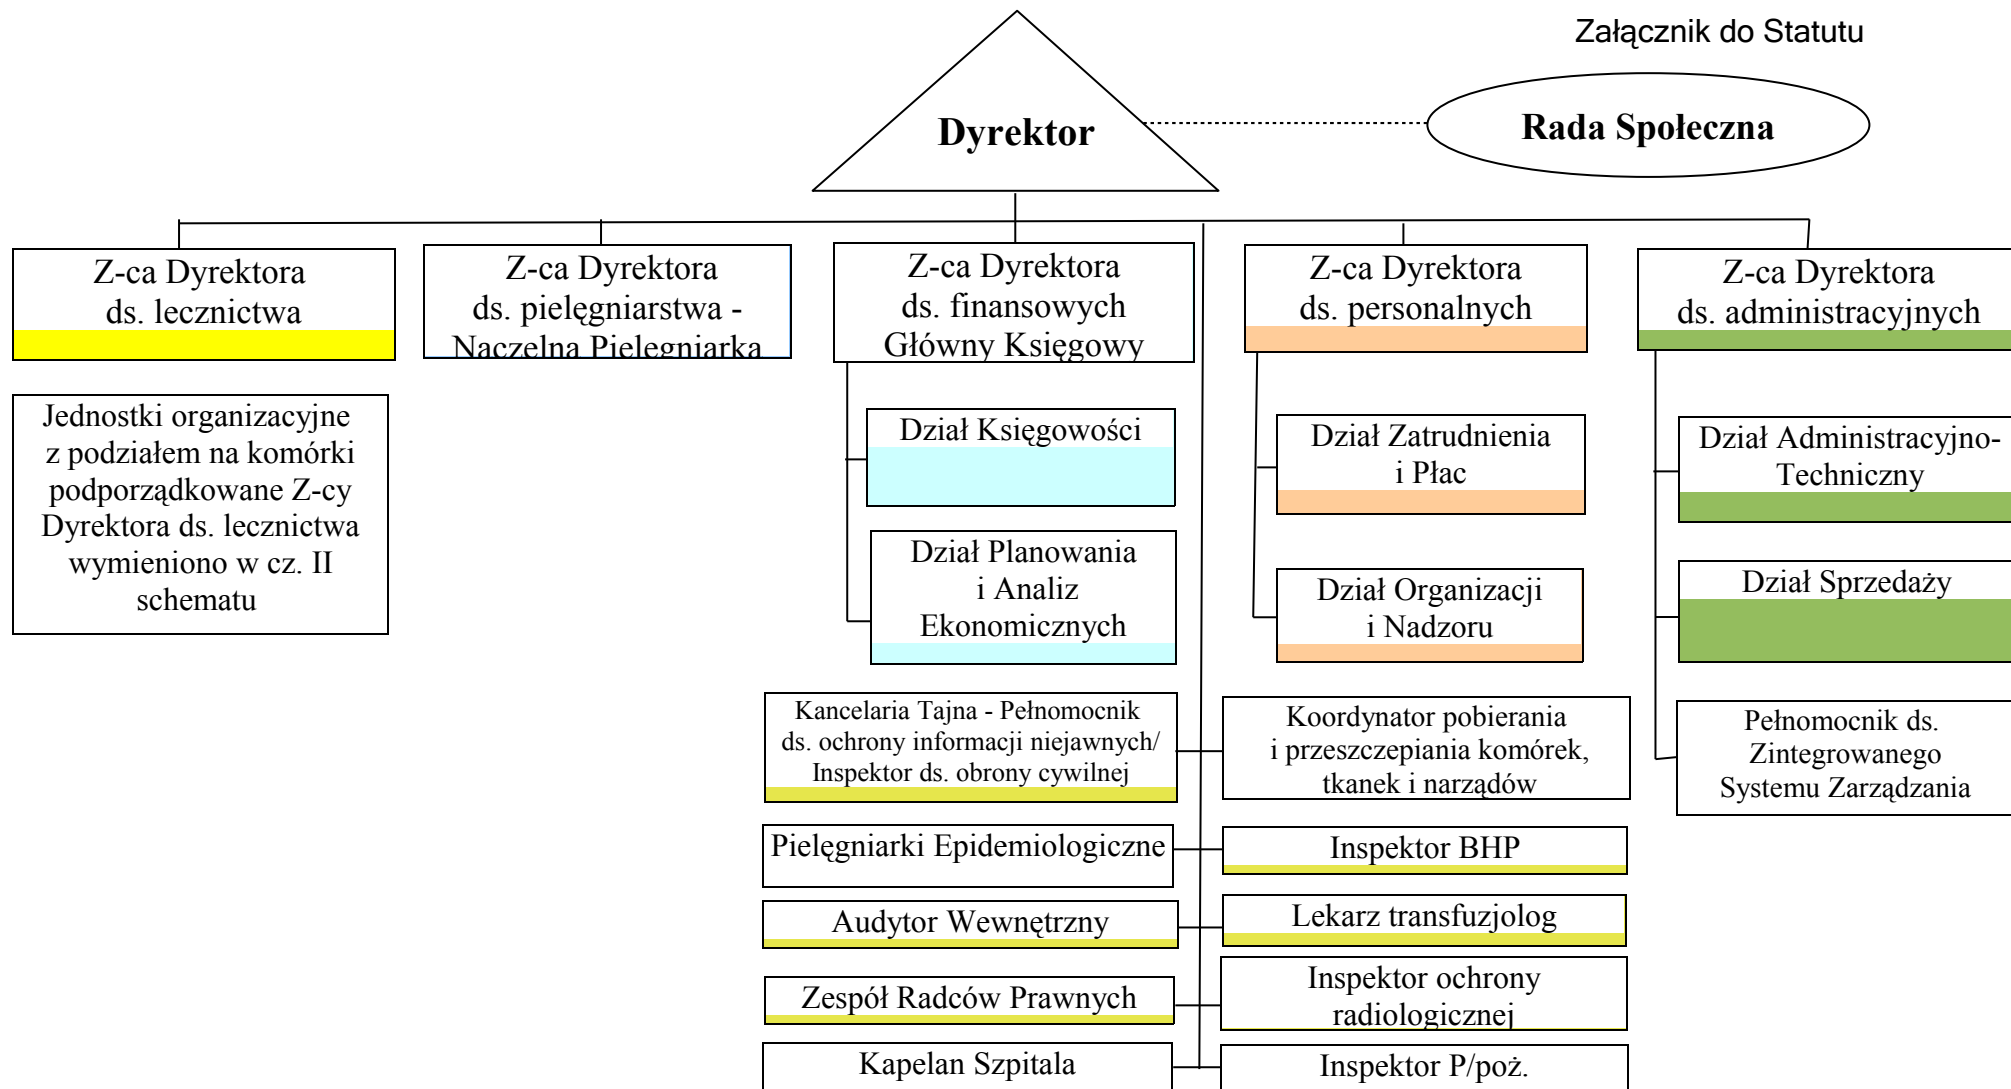 Załącznik do Statutu
Dyrektor
Rada Społeczna
Z-ca Dyrektora
ds. lecznictwa
Z-ca Dyrektora
ds. pielęgniarstwa -
Naczelna Pielęgniarka
Z-ca Dyrektora
ds. finansowych
Główny Księgowy
Z-ca Dyrektora
ds. personalnych
Z-ca Dyrektora
ds. administracyjnych
Jednostki organizacyjne
z podziałem na komórki
podporządkowane Z-cy
Dyrektora ds. lecznictwa
wymieniono w cz. II
schematu
Dział Księgowości
Dział Planowania
i Analiz
Ekonomicznych
Dział Zatrudnienia
i Płac
Dział Organizacji
i Nadzoru
Dział Administracyjno-
Techniczny
Dział Sprzedaży
Pełnomocnik ds.
Zintegrowanego
Systemu Zarządzania
Kancelaria Tajna - Pełnomocnik
ds. ochrony informacji niejawnych/
Inspektor ds. obrony cywilnej
Koordynator pobierania
i przeszczepiania komórek,
tkanek i narządów
Pielęgniarki Epidemiologiczne
Inspektor BHP
Audytor Wewnętrzny
Lekarz transfuzjolog
Zespół Radców Prawnych
Inspektor ochrony
radiologicznej
Kapelan Szpitala
Inspektor P/poż.